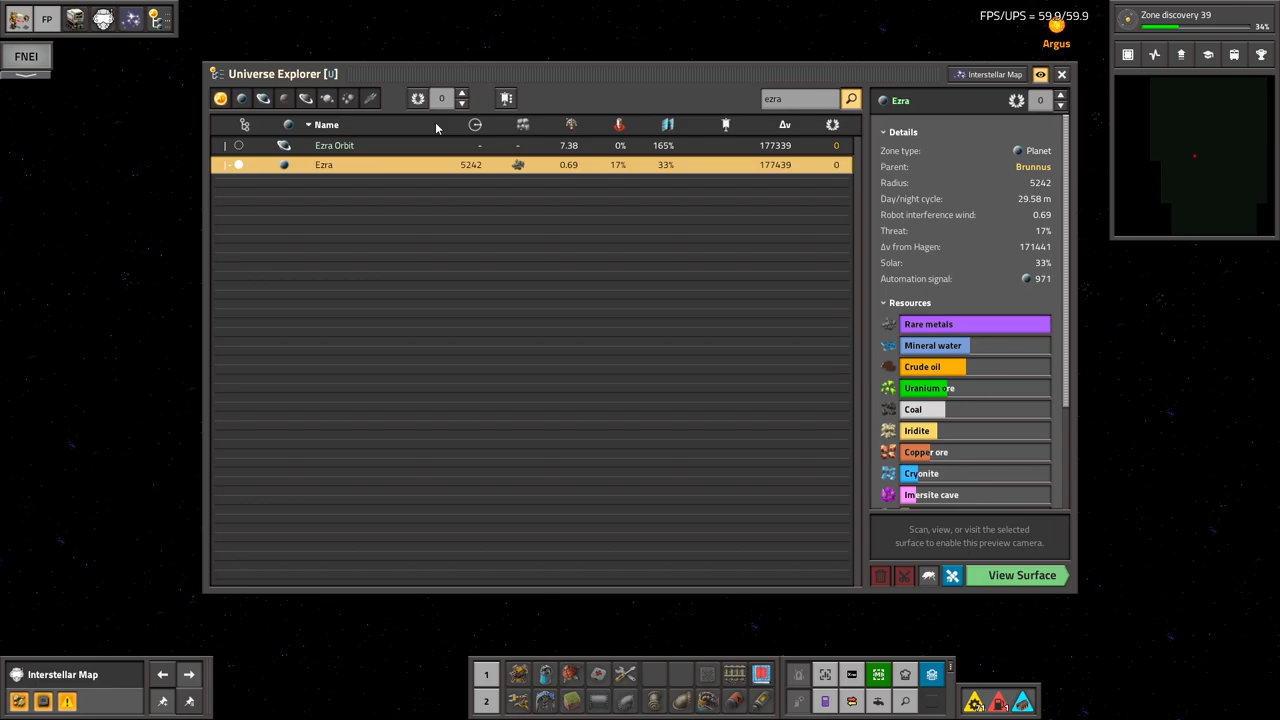 FP
FPS/UPS = 59.9/59.9
Argus
Zone discovery 39
34%
FNEI
Universe Explorer [U]
Interstellar Map
0
ezra
Ezra
0
Name
Δv
Ezra Orbit - - 7.38 0% 165% 177339 0
Ezra 5242 0.69 17% 33% 177439 0
Details
Zone type: Planet
Parent: Brunnus
Radius: 5242
Day/night cycle: 29.58 m
Robot interference wind: 0.69
Threat: 17%
Δv from Hagen: 171441
Solar: 33%
Automation signal: 971
Resources
Rare metals
Mineral water
Crude oil
Uranium ore
Coal
Iridite
Copper ore
Cryonite
Imersite cave
Scan, view, or visit the selected
surface to enable this preview camera.
View Surface
Interstellar Map
1
2